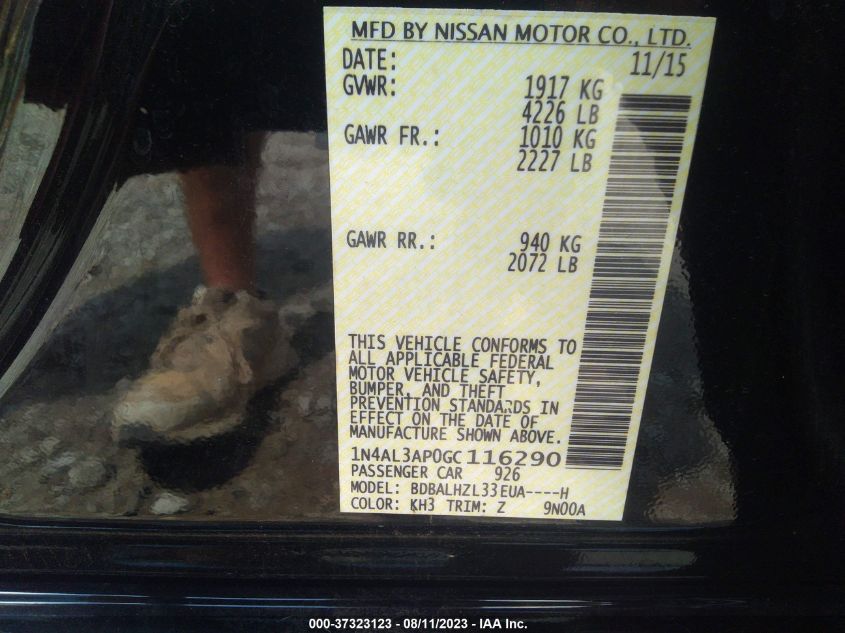 MFD BY NISSAN MOTOR CO., LTD.
DATE: 11/15
GVWR: 1917 KG
4226 LB
GAWR FR.: 1010 KG
2227 LB
GAWR RR.: 940 KG
2072 LB
THIS VEHICLE CONFORMS TO
ALL APPLICABLE FEDERAL
MOTOR VEHICLE SAFETY,
BUMPER, AND THEFT
PREVENTION STANDARDS IN
EFFECT ON THE DATE OF
MANUFACTURE SHOWN ABOVE.
1N4AL3AP0GC116290
PASSENGER CAR 926
MODEL: BDBALHZL33EUA----H
COLOR: KH3 TRIM: Z 9N00A
000-37323123 - 08/11/2023 - IAA Inc.